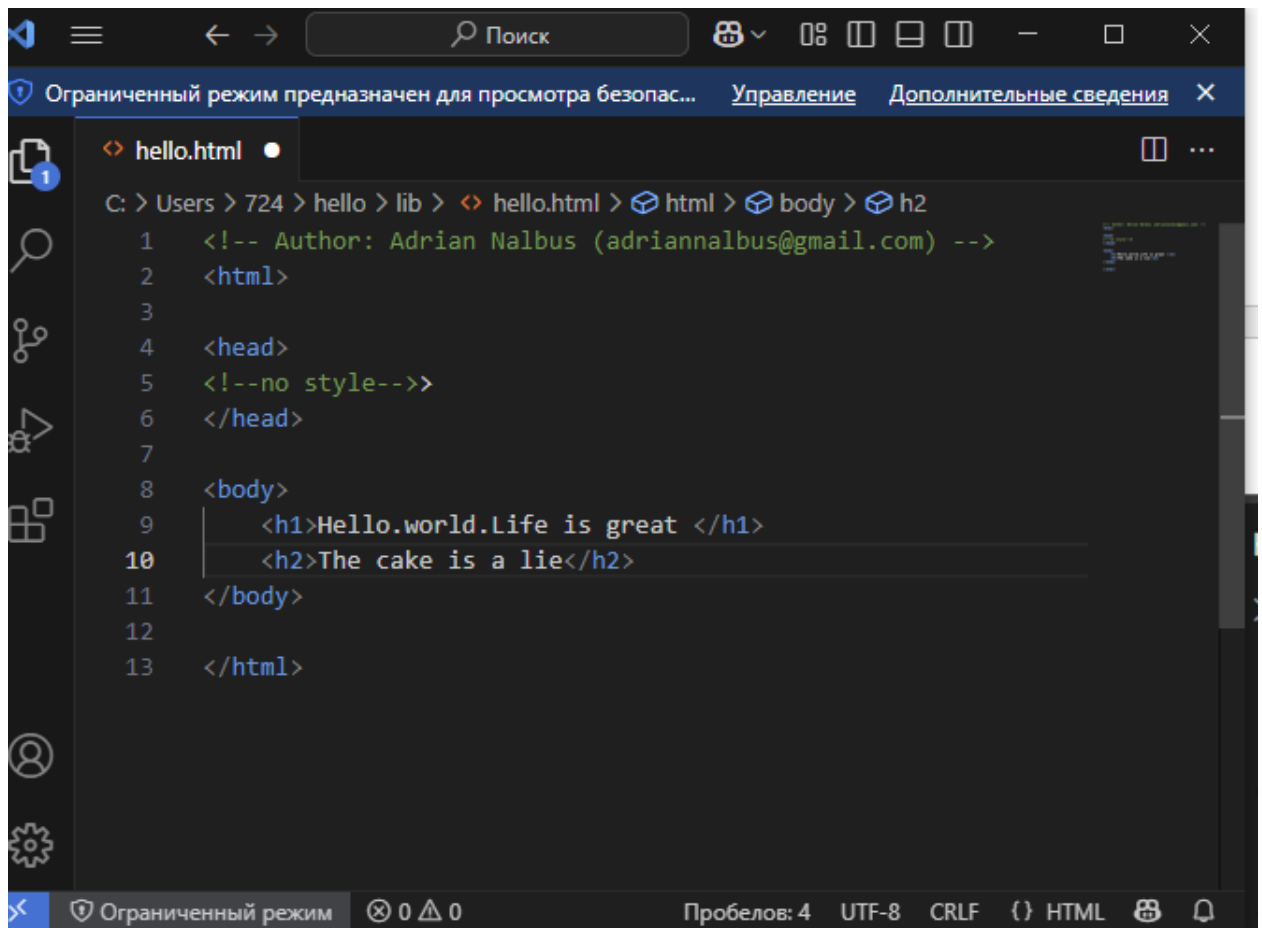 Поиск
Ограниченный режим предназначен для просмотра безопас... Управление Дополнительные сведения
hello.html
1
C: > Users > 724 > hello > lib > hello.html > html > body > h2
1 <!-- Author: Adrian Nalbus (adriannalbus@gmail.com) -->
2 <html>
3
4 <head>
5 <!--no style-->>
6 </head>
7
8 <body>
9 <h1>Hello.world.Life is great </h1>
10 <h2>The cake is a lie</h2>
11 </body>
12
13 </html>
Ограниченный режим 0 0 Пробелов: 4 UTF-8 CRLF {} HTML